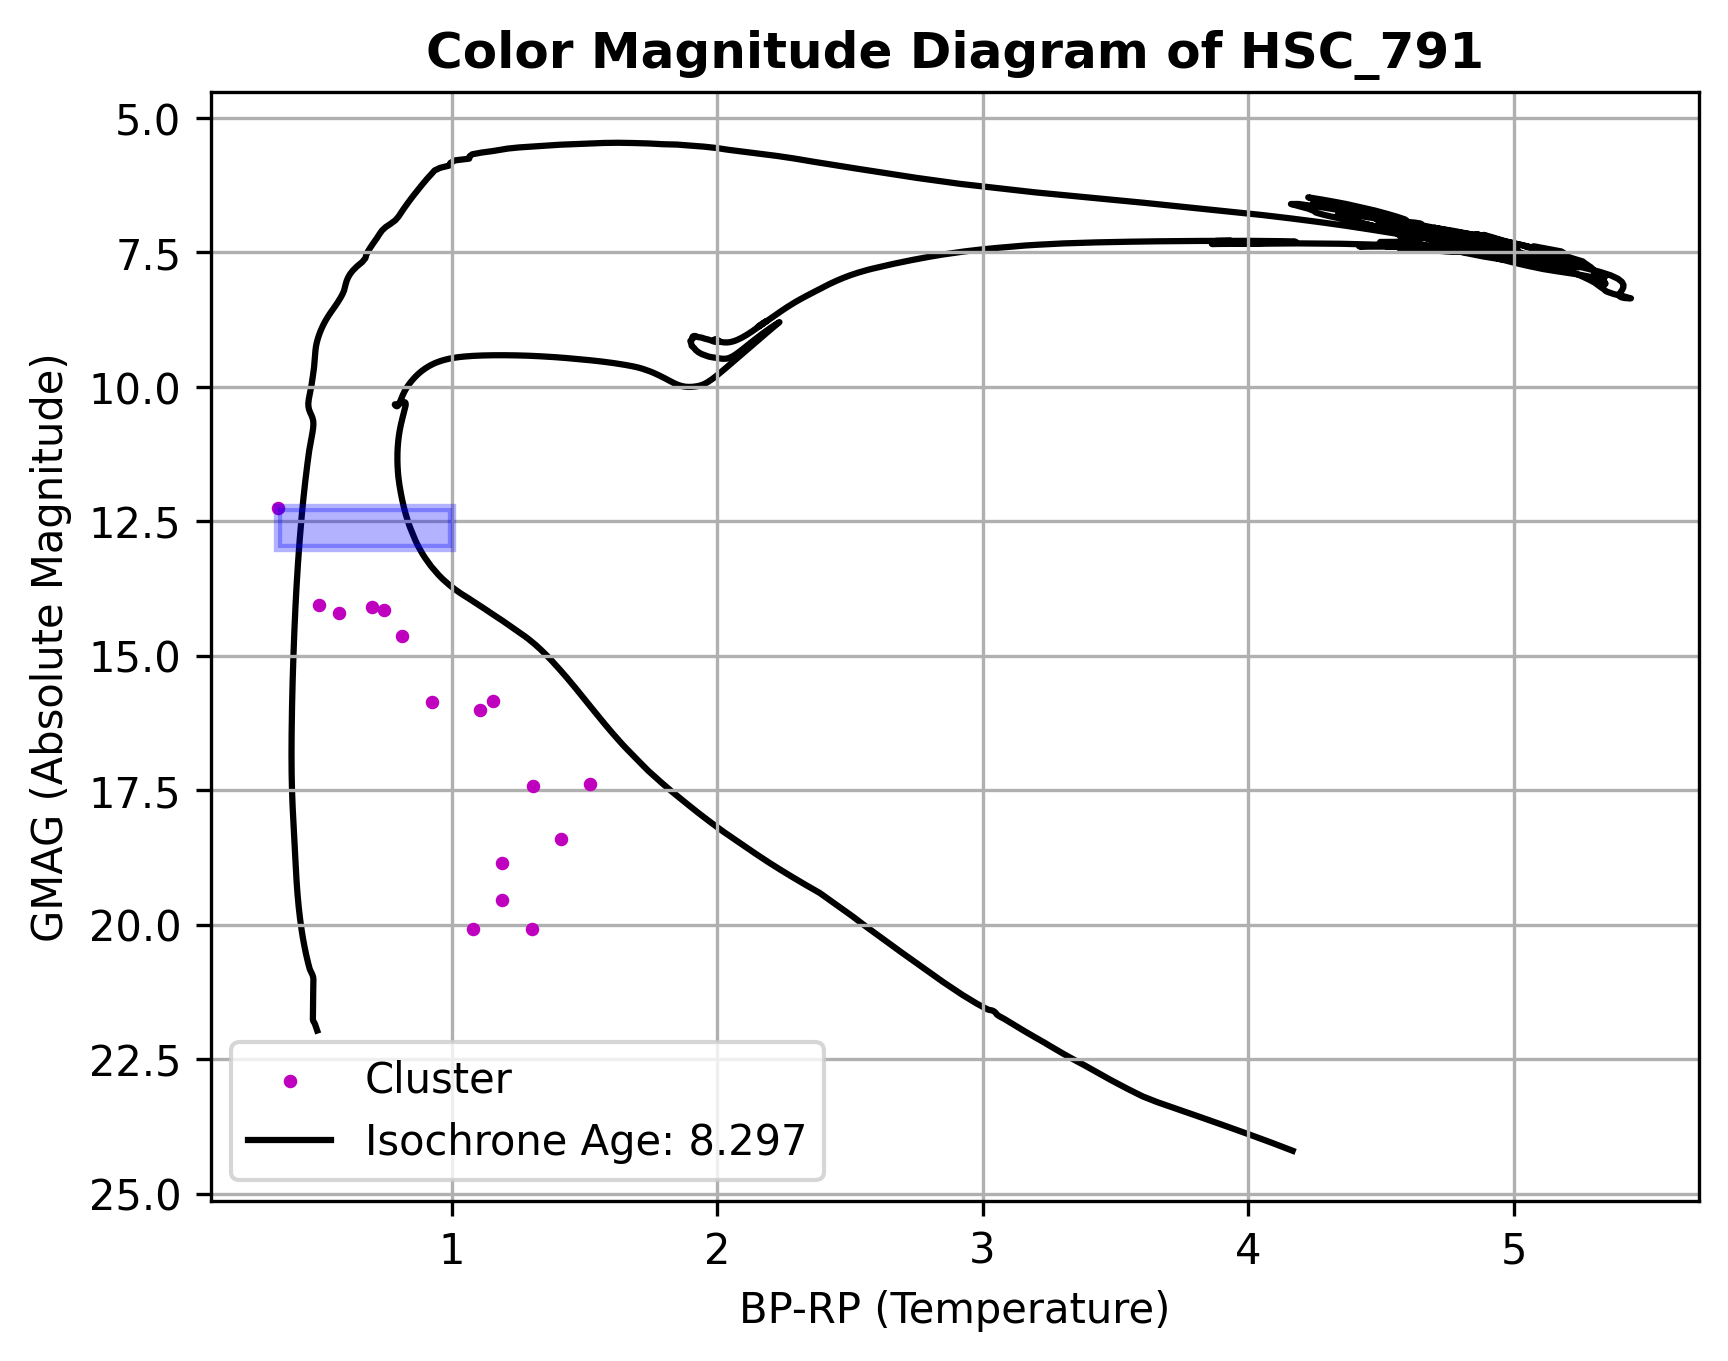 Color Magnitude Diagram of HSC_791
GMAG (Absolute Magnitude)
5.0
7.5
10.0
12.5
15.0
17.5
20.0
22.5
25.0
Cluster
Isochrone Age: 8.297
1 2 3 4 5
BP-RP (Temperature)